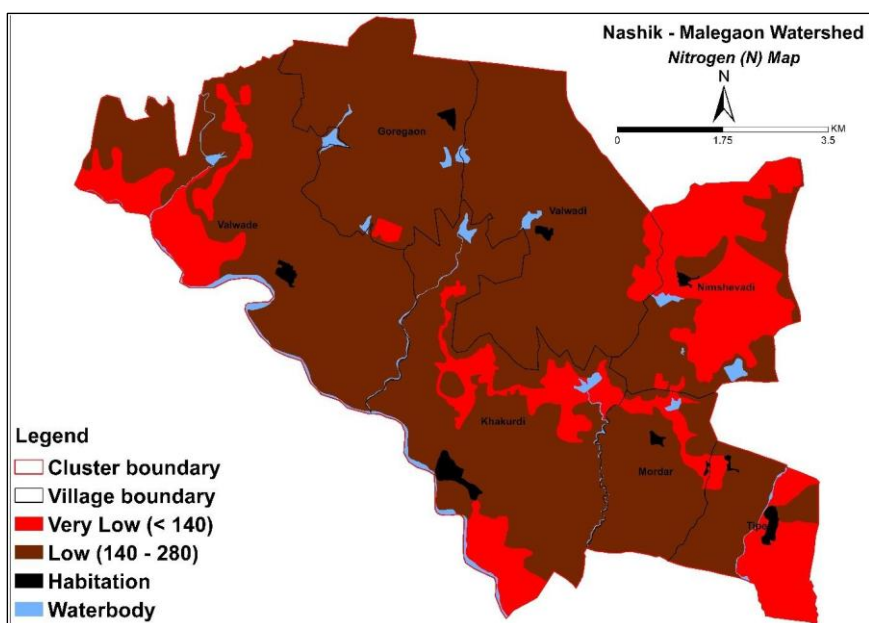 Nashik - Malegaon Watershed
Nitrogen (N) Map
N
KM
0 1.75 3.5
Goregaon
Valwade
Valwadi
Nimshevadi
Khakurdi
Mordar
Legend
Cluster boundary
Village boundary
Very Low (< 140)
Low (140 - 280)
Habitation
Waterbody